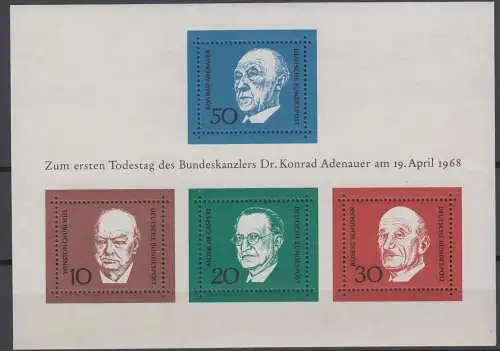 KONRAD ADENAUER
50
DEUTSCHE BUNDESPOST
Zum ersten Todestag des Bundeskanzlers Dr. Konrad Adenauer am 19. April 1968
WINSTON CHURCHILL
10
DEUTSCHE BUNDESPOST
ALCIDE DE GASPERI
20
DEUTSCHE BUNDESPOST
ROBERT SCHUMAN
30
DEUTSCHE BUNDESPOST